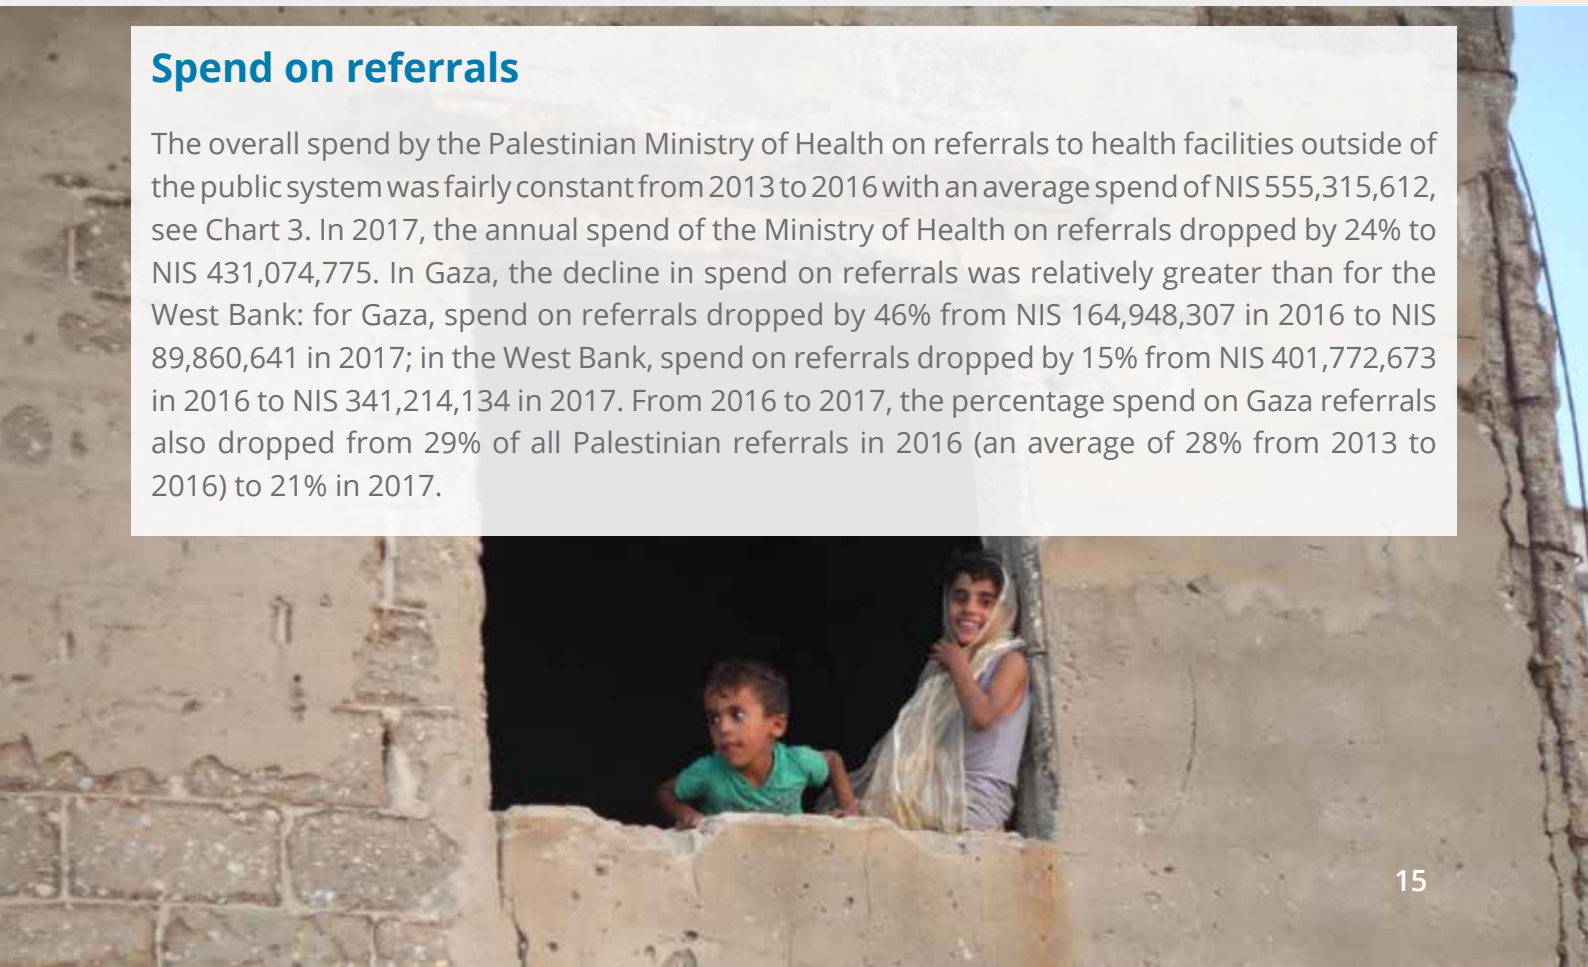 Spend on referrals
The overall spend by the Palestinian Ministry of Health on referrals to health facilities outside of
the public system was fairly constant from 2013 to 2016 with an average spend of NIS 555,315,612,
see Chart 3. In 2017, the annual spend of the Ministry of Health on referrals dropped by 24% to
NIS 431,074,775. In Gaza, the decline in spend on referrals was relatively greater than for the
West Bank: for Gaza, spend on referrals dropped by 46% from NIS 164,948,307 in 2016 to NIS
89,860,641 in 2017; in the West Bank, spend on referrals dropped by 15% from NIS 401,772,673
in 2016 to NIS 341,214,134 in 2017. From 2016 to 2017, the percentage spend on Gaza referrals
also dropped from 29% of all Palestinian referrals in 2016 (an average of 28% from 2013 to
2016) to 21% in 2017.
15